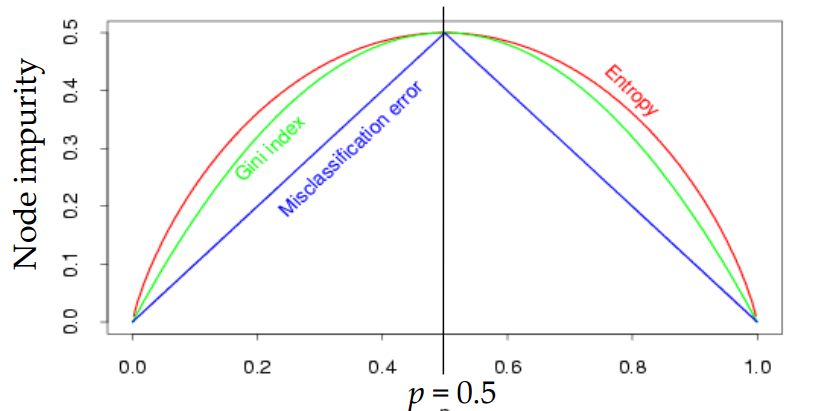 Node impurity
0.5
0.4
0.3
0.2
0.1
0.0
Entropy
Gini index
Misclassification error
0.0 0.2 0.4 0.6 0.8 1.0
p = 0.5